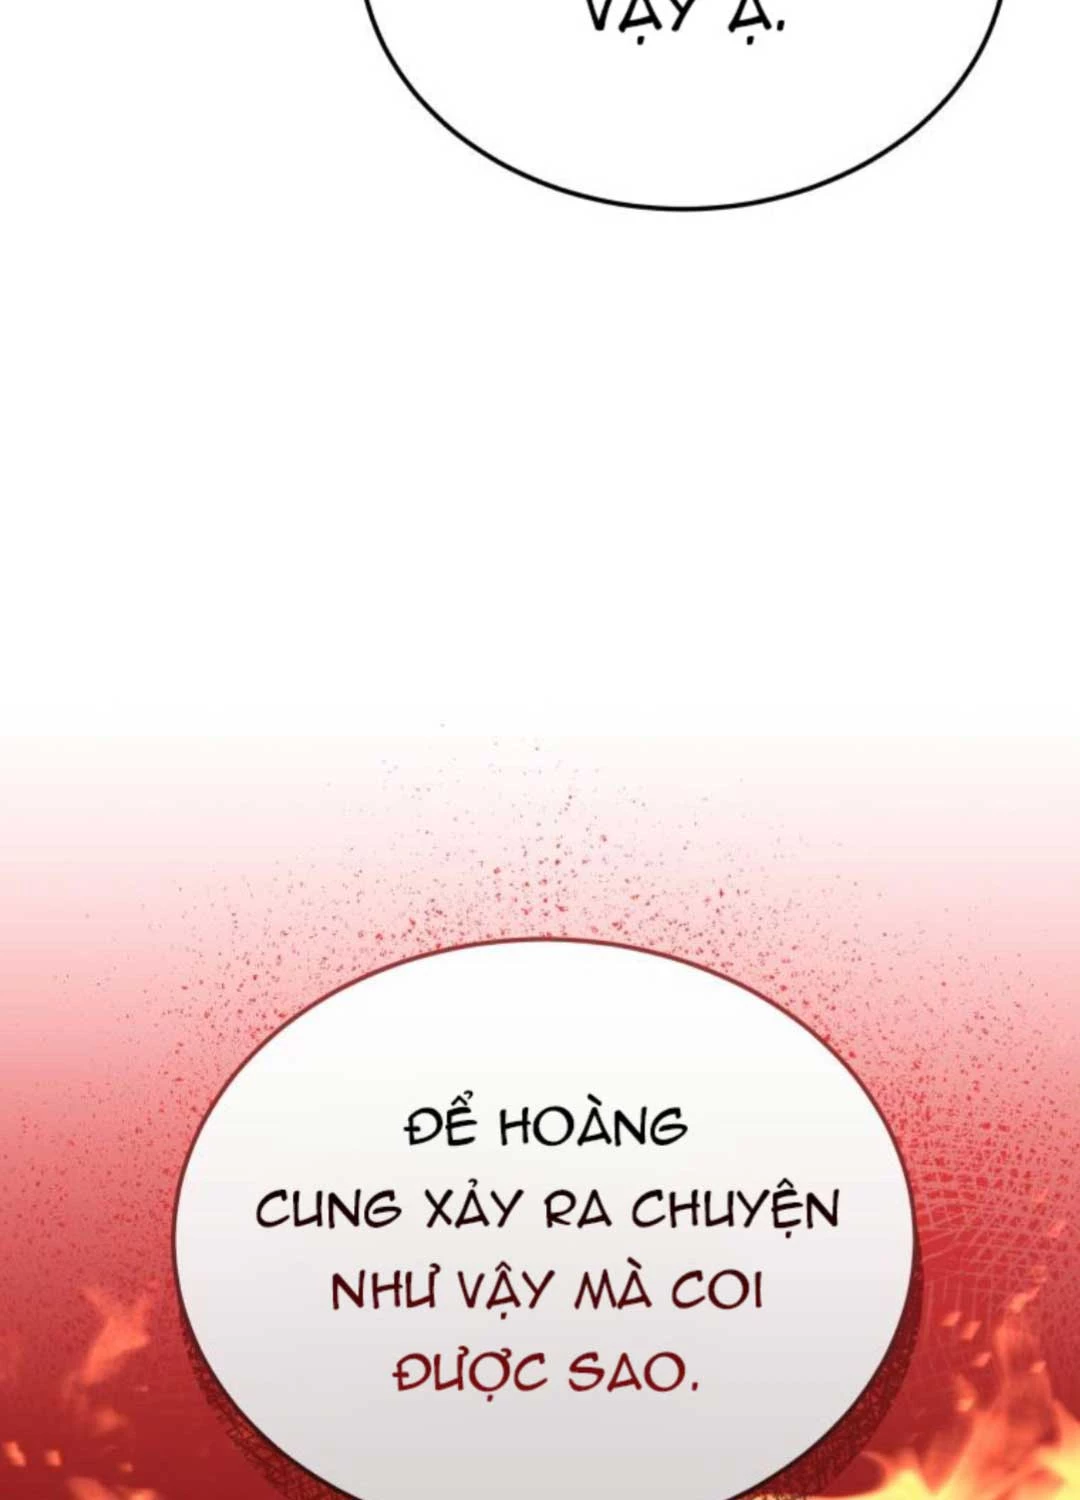 VẬY Ạ.
ĐỂ HOÀNG
CUNG XẢY RA CHUYỆN
NHƯ VẬY MÀ COI
ĐƯỢC SAO.